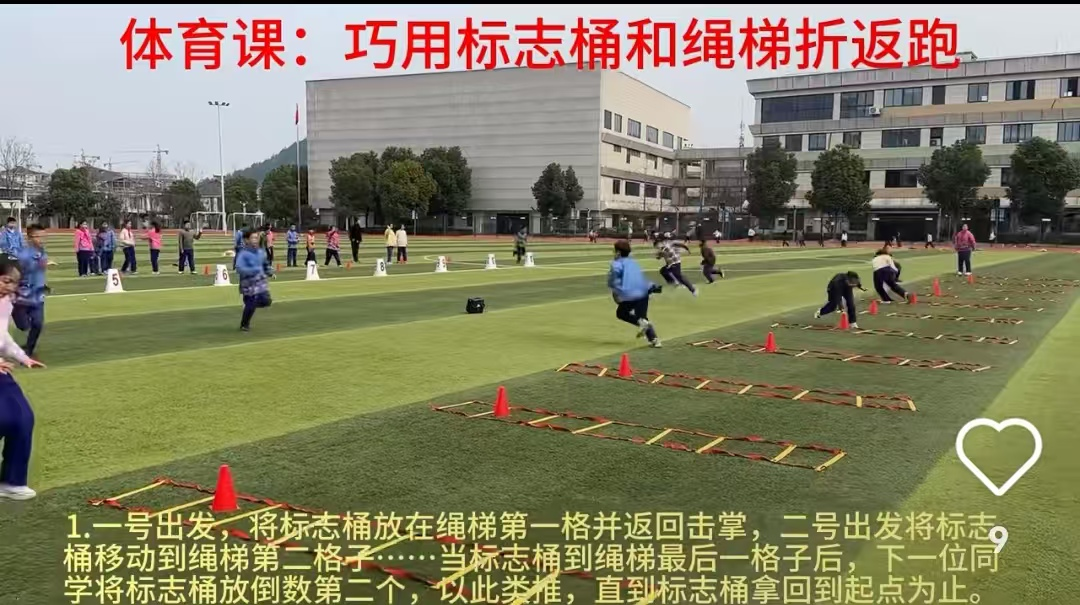 体育课：巧用标志桶和绳梯折返跑
5
6
7
8
9
1.一号出发，将标志桶放在绳梯第一格并返回击掌，二号出发将标志
桶移动到绳梯第二格子……当标志桶到绳梯最后一格子后，下一位同
学将标志桶放倒数第二个，以此类推，直到标志桶拿回到起点为止。
9